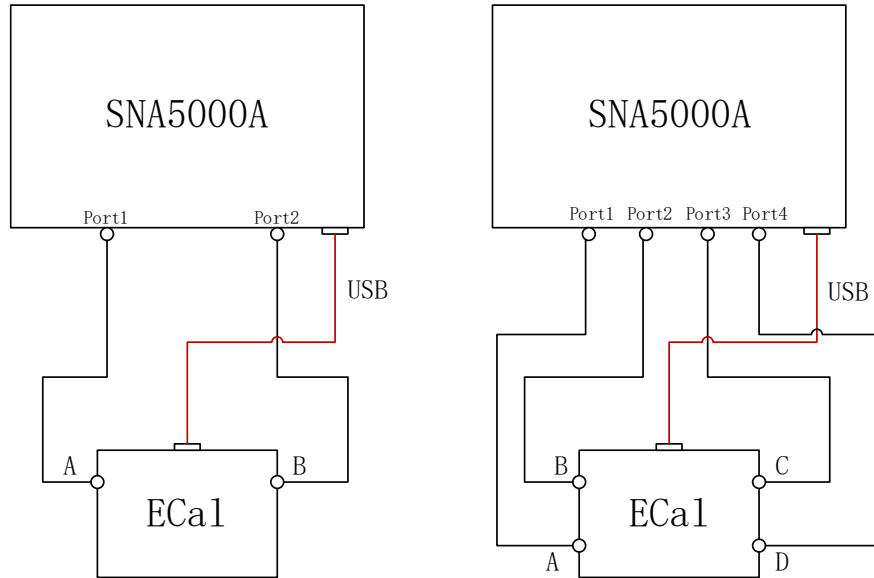 SNA5000A
Port1
Port2
USB
A
B
ECal
SNA5000A
Port1
Port2
Port3
Port4
USB
B
C
ECal
A
D